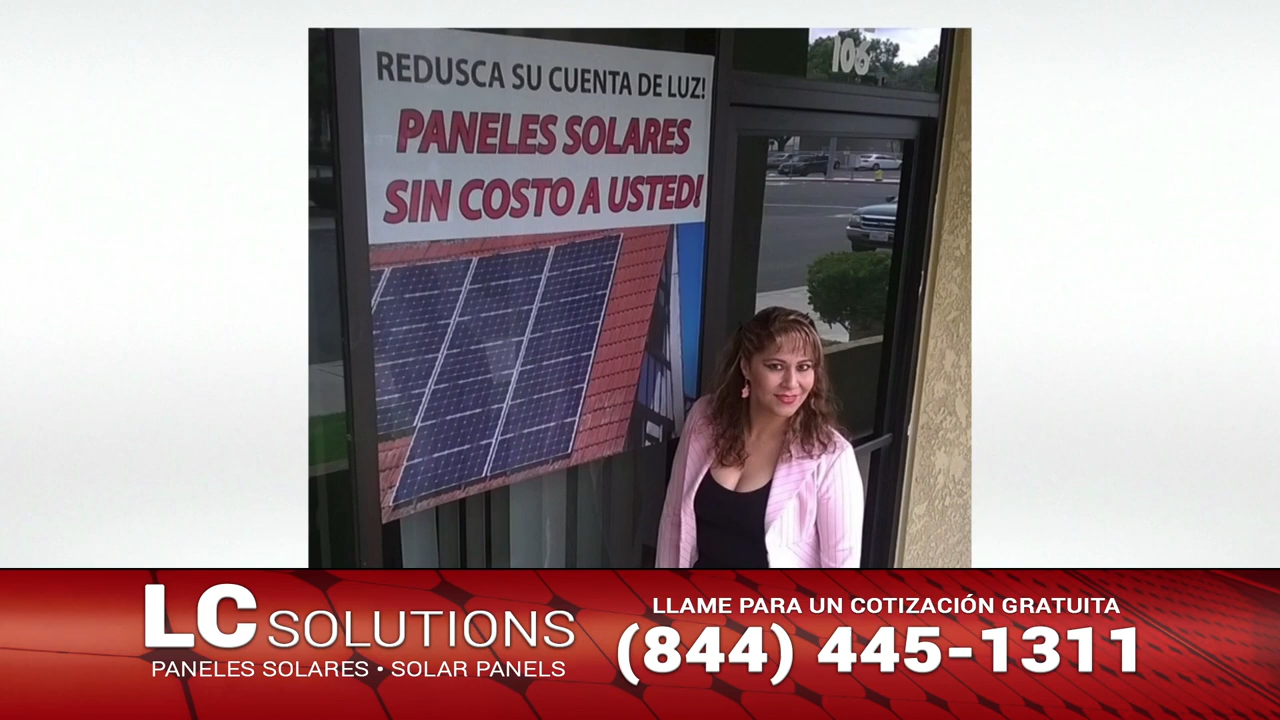 REDUSCA SU CUENTA DE LUZ!
PANELES SOLARES
SIN COSTO A USTED!
106
LC SOLUTIONS
PANELES SOLARES • SOLAR PANELS
LLAME PARA UN COTIZACIÓN GRATUITA
(844) 445-1311